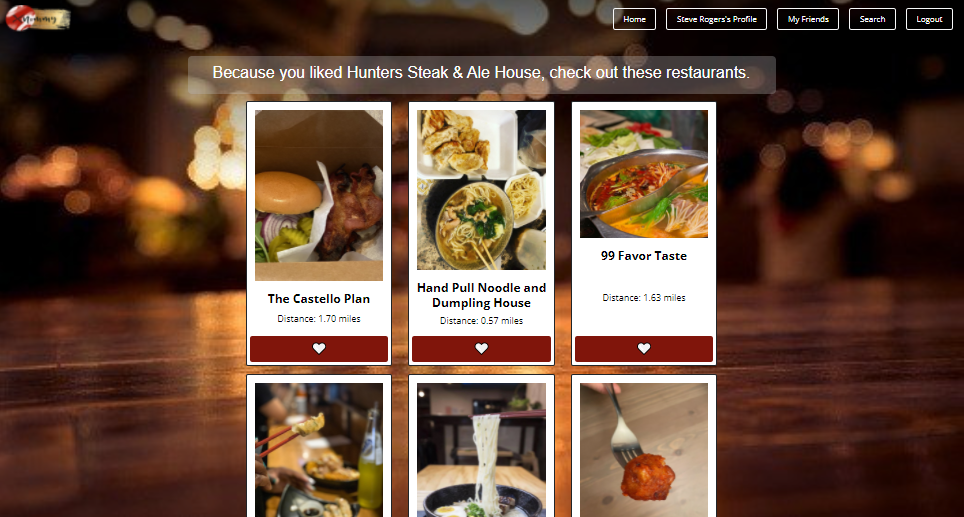 Home
Steve Rogers's Profile
My Friends
Search
Logout
Because you liked Hunters Steak & Ale House, check out these restaurants.
The Castello Plan
Distance: 1.70 miles
Hand Pull Noodle and
Dumpling House
Distance: 0.57 miles
99 Favor Taste
Distance: 1.63 miles